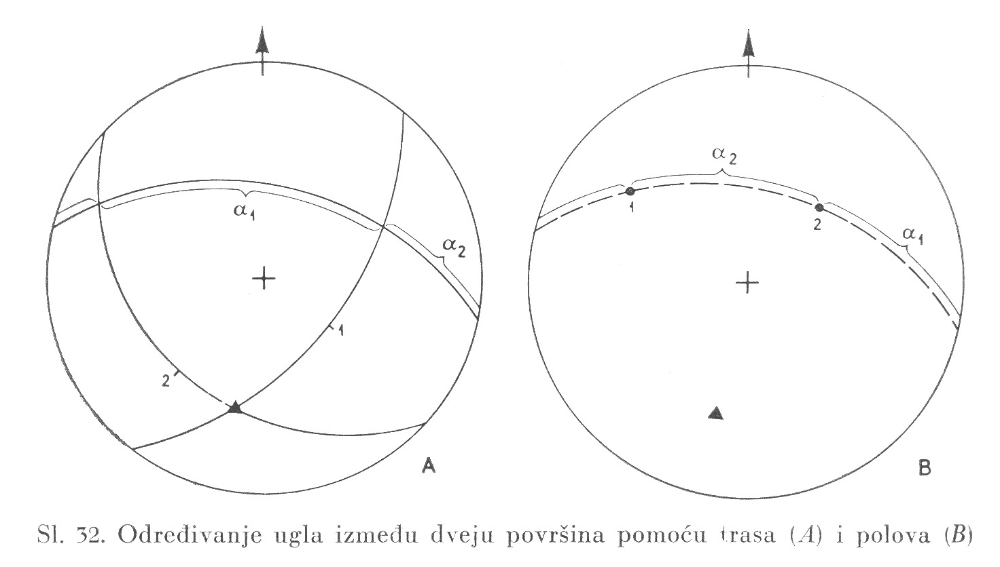 α1
α2
1
2
A
α2
1
2
α1
B
Sl. 32. Određivanje ugla između dveju površina pomoću trasa (A) i polova (B)